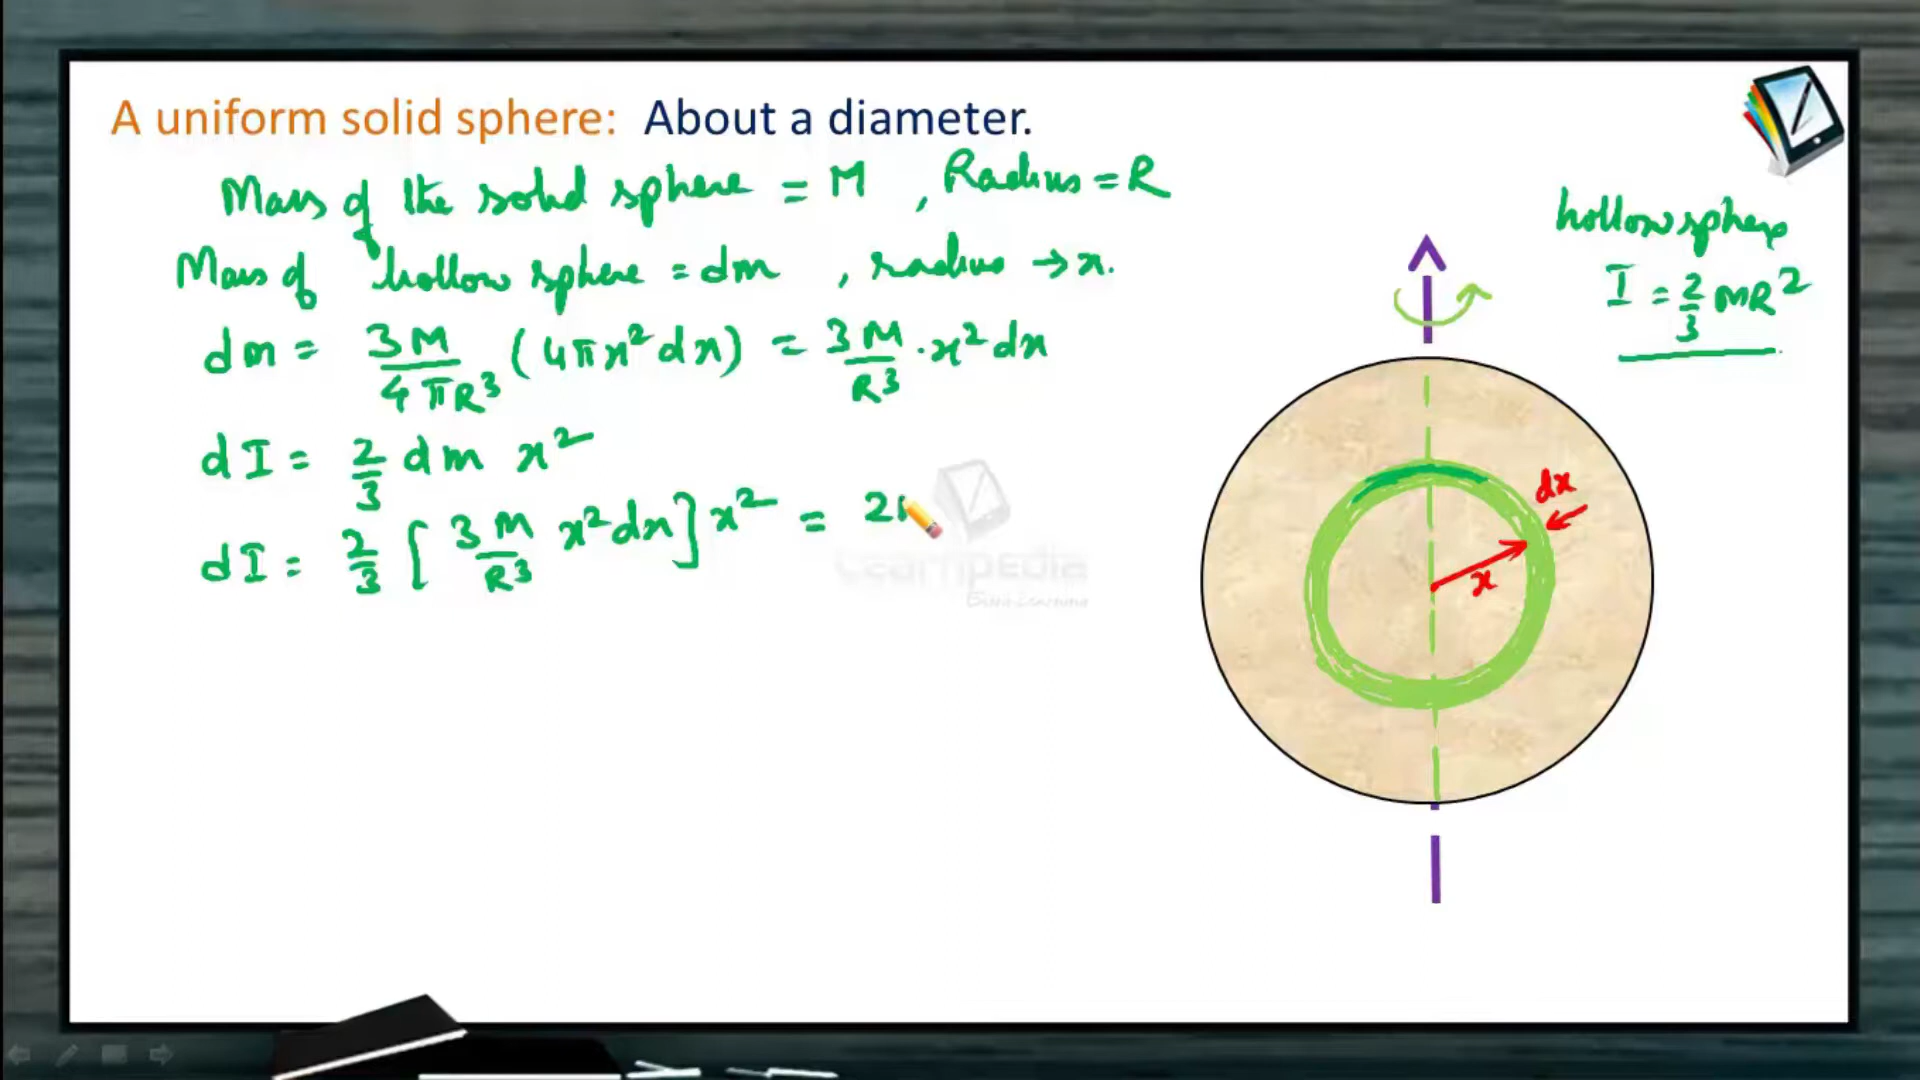 A uniform solid sphere: About a diameter.
Mass of the solid sphere = M , Radius = R
Mass of hollow sphere = dm , radius → x.
dm = 3M/4πR³ (4πx²dx) = 3M/R³ · x²dx
dI = 2/3 dm x²
dI = 2/3 [ 3M/R³ x²dx ] x² = 2
hollow sphere
I = 2/3 MR²
dx
x
Learnpedia